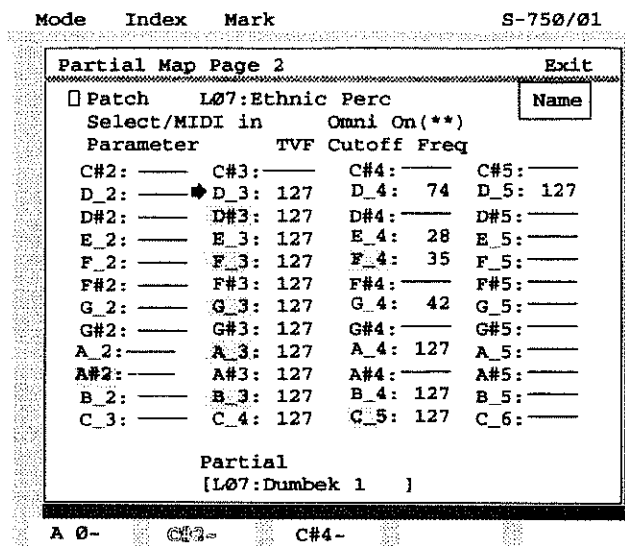 Mode Index Mark S-750/01
Partial Map Page 2 Exit
Patch LØ7:Ethnic Perc Name
Select/MIDI in Omni On(**)
Parameter TVF Cutoff Freq
C#2: —— C#3: —— C#4: —— C#5: ——
D_2: —— D_3: 127 D_4: 74 D_5: 127
D#2: —— D#3: 127 D#4: —— D#5: ——
E_2: —— E_3: 127 E_4: 28 E_5: ——
F_2: —— F_3: 127 F_4: 35 F_5: ——
F#2: —— F#3: 127 F#4: —— F#5: ——
G_2: —— G_3: 127 G_4: 42 G_5: ——
G#2: —— G#3: 127 G#4: —— G#5: ——
A_2: —— A_3: 127 A_4: 127 A_5: ——
A#2: —— A#3: 127 A#4: —— A#5: ——
B_2: —— B_3: 127 B_4: 127 B_5: ——
C_3: —— C_4: 127 C_5: 127 C_6: ——
Partial
[LØ7:Dumbek 1 ]
A Ø~ C#2~ C#4~